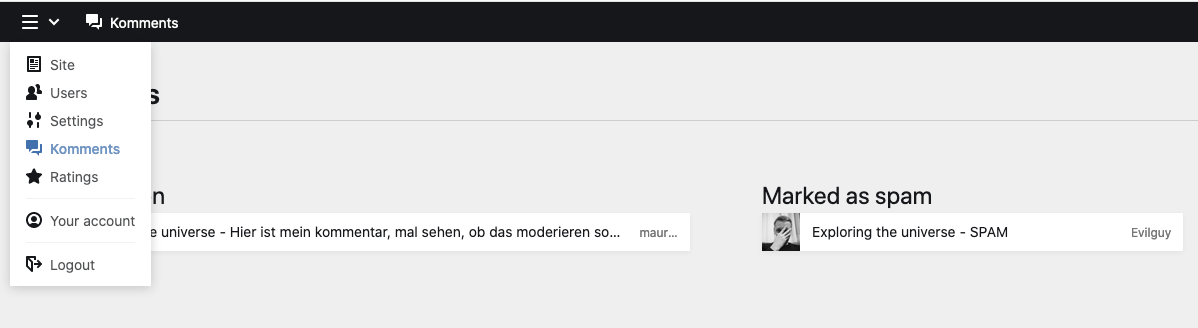 Komments
Site
Users
Settings
Komments
Ratings
Your account
Logout
Marked as spam
universe - Hier ist mein kommentar, mal sehen, ob das moderieren so... maur...
Exploring the universe - SPAM Evilguy